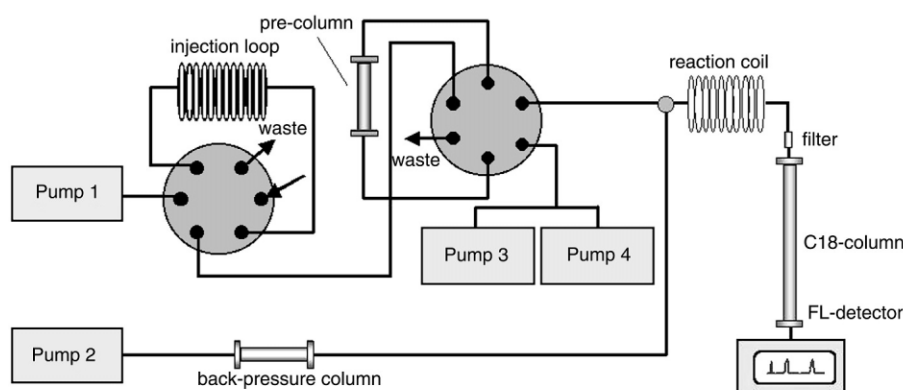 pre-column
injection loop
reaction coil
waste
filter
waste
Pump 1
C18-column
Pump 3
Pump 4
FL-detector
Pump 2
back-pressure column